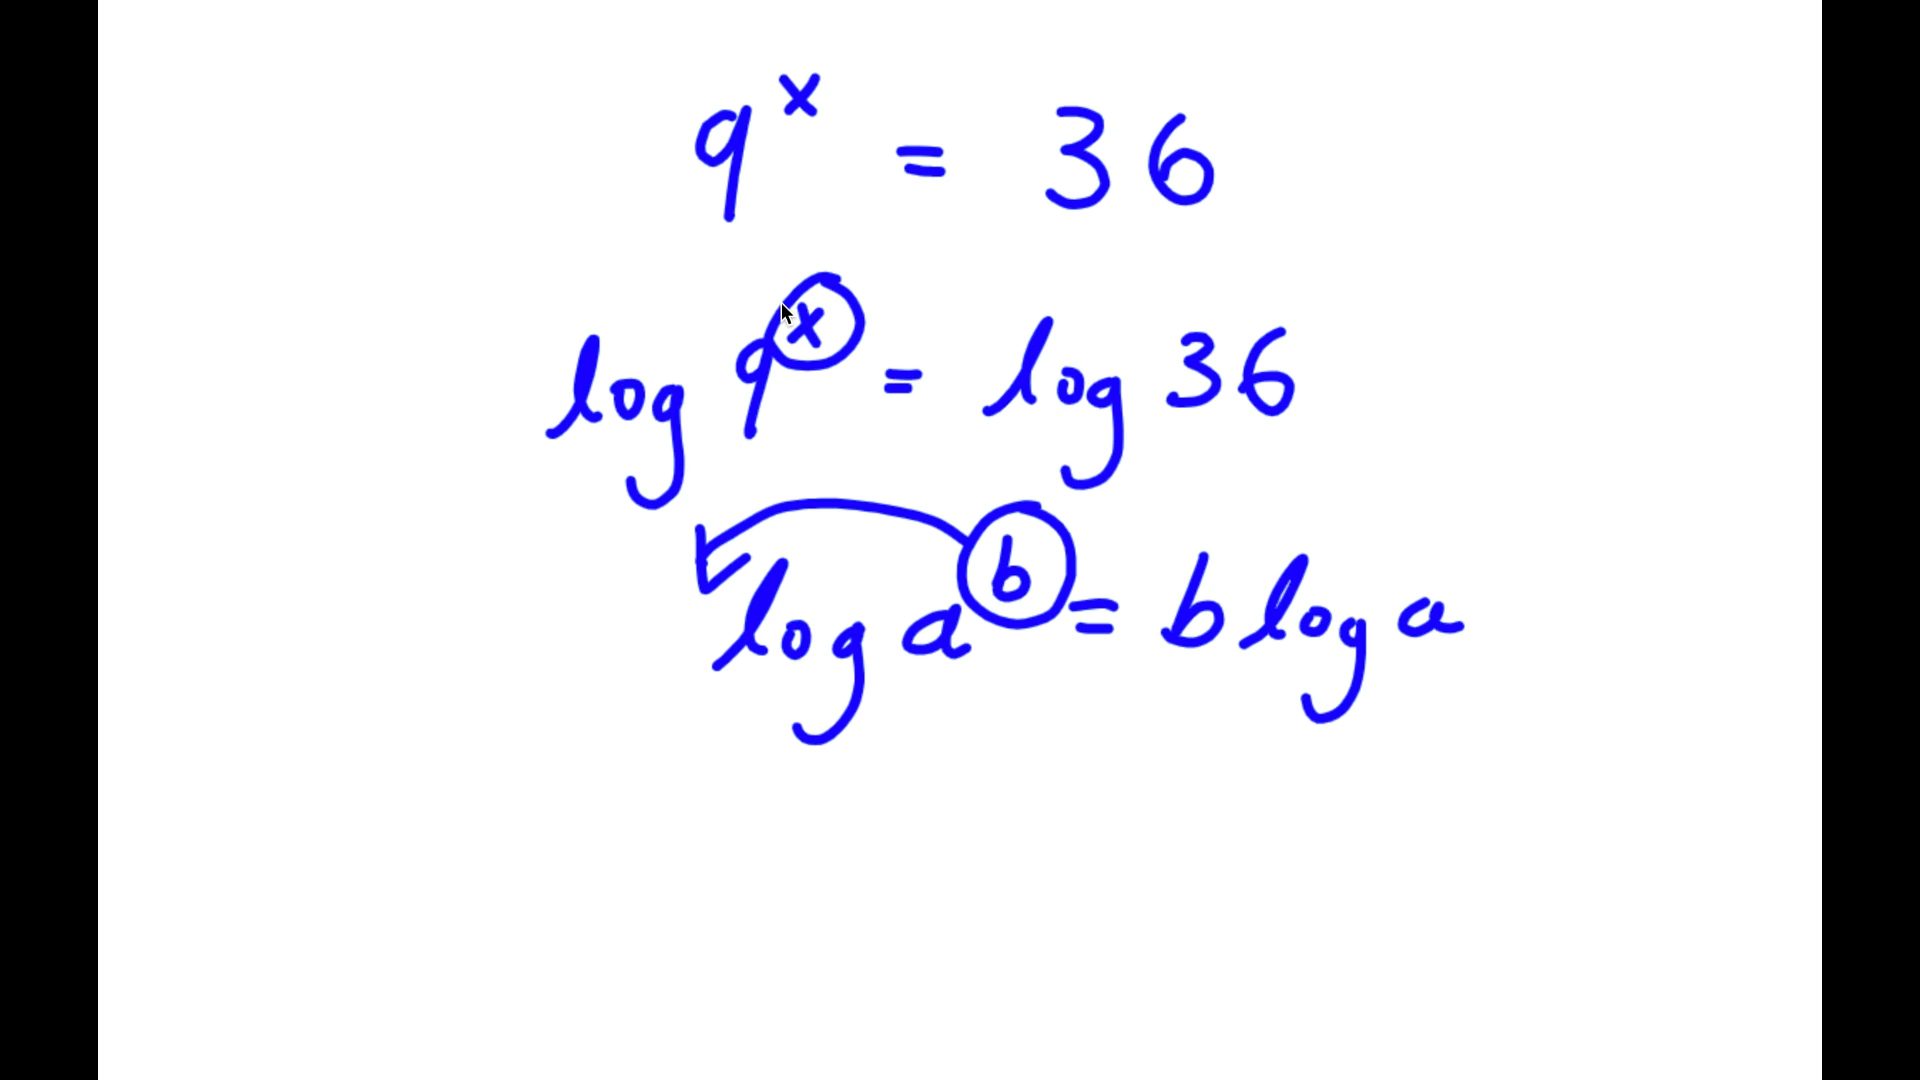 9^x = 36
log 9^x = log 36
log a^b = b log a